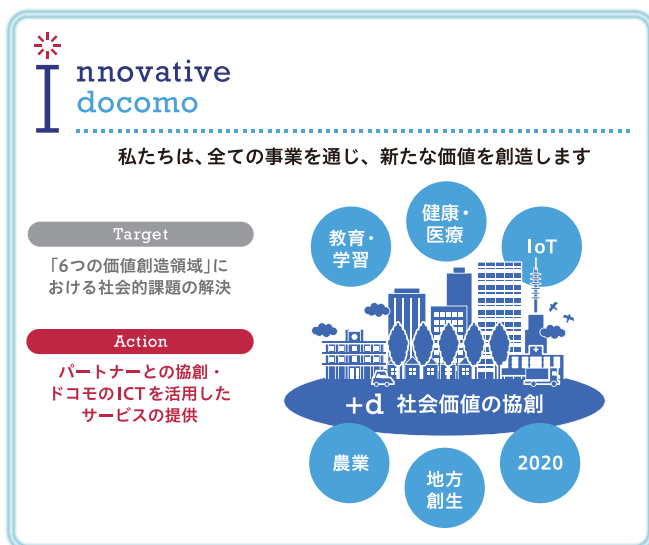 Innovative
docomo
私たちは、全ての事業を通じ、新たな価値を創造します
Target
「6つの価値創造領域」に
おける社会的課題の解決
Action
パートナーとの協創・
ドコモのICTを活用した
サービスの提供
教育・
学習
健康・
医療
IoT
+d 社会価値の協創
農業
地方
創生
2020